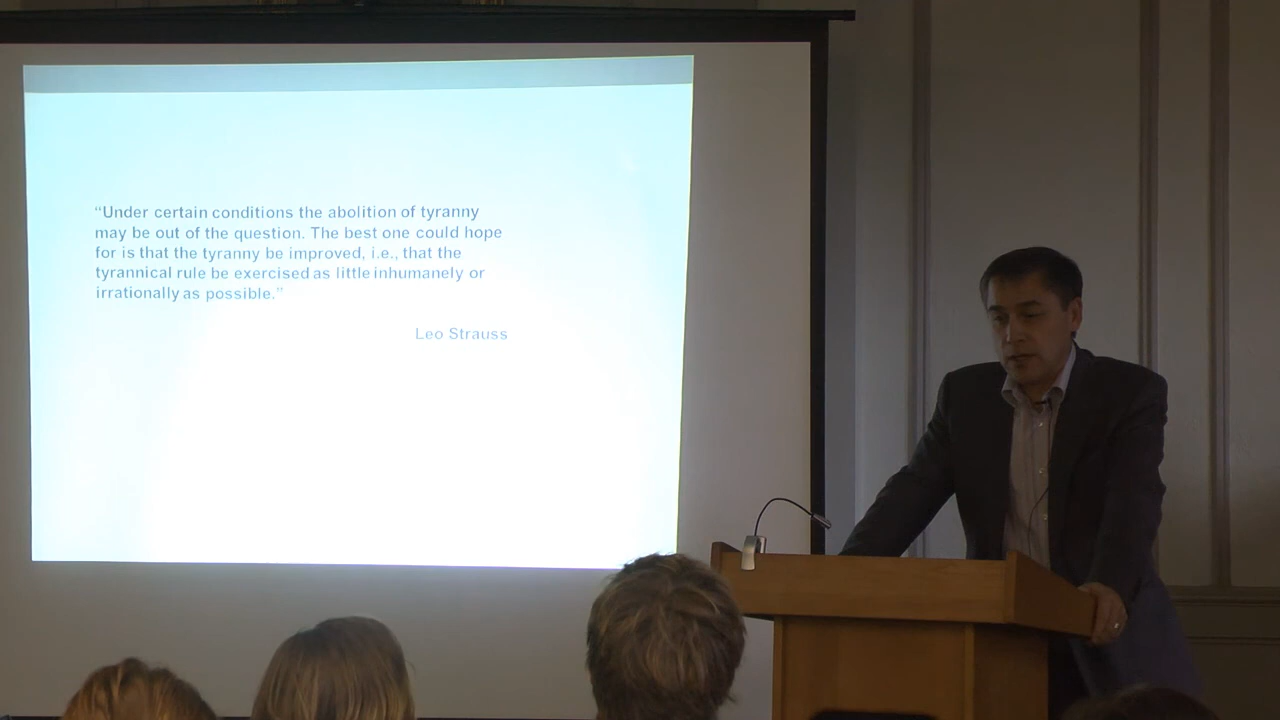 “Under certain conditions the abolition of tyranny
may be out of the question. The best one could hope
for is that the tyranny be improved, i.e., that the
tyrannical rule be exercised as little inhumanely or
irrationally as possible.”
Leo Strauss